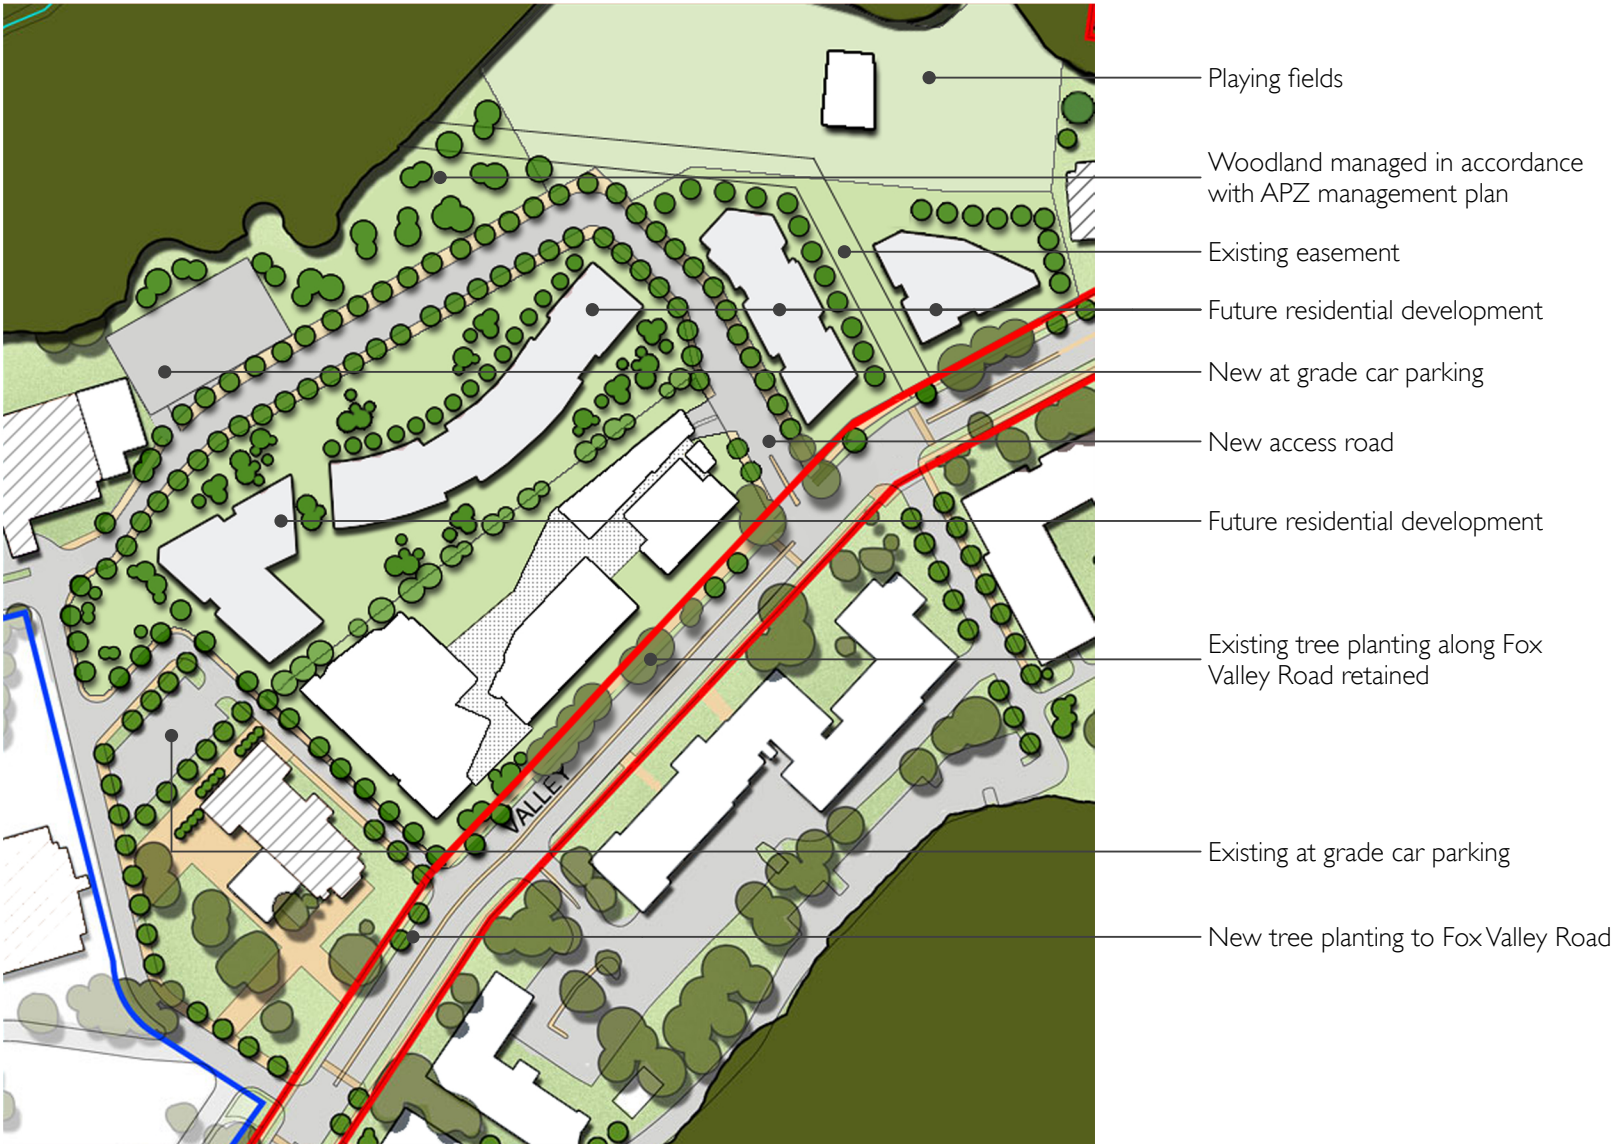 Playing fields
Woodland managed in accordance
with APZ management plan
Existing easement
Future residential development
New at grade car parking
New access road
Future residential development
Existing tree planting along Fox
Valley Road retained
VALLEY
Existing at grade car parking
New tree planting to Fox Valley Road